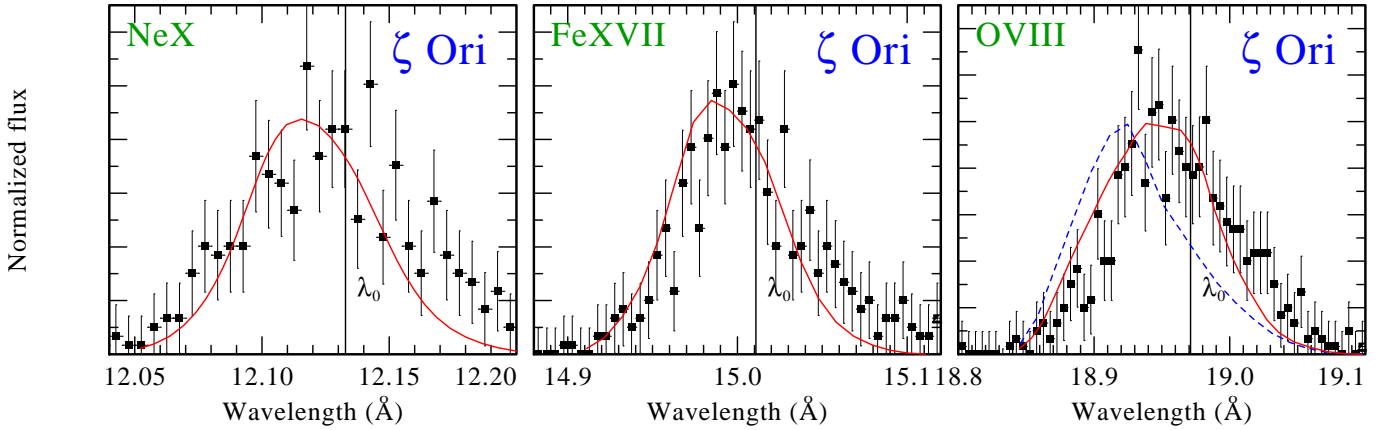 NeX
ζ Ori
FeXVII
ζ Ori
OVIII
ζ Ori
Normalized flux
λ0
λ0
λ0
12.05 12.10 12.15 12.20
14.9 15.0 15.1
18.8 18.9 19.0 19.1
Wavelength (Å)
Wavelength (Å)
Wavelength (Å)